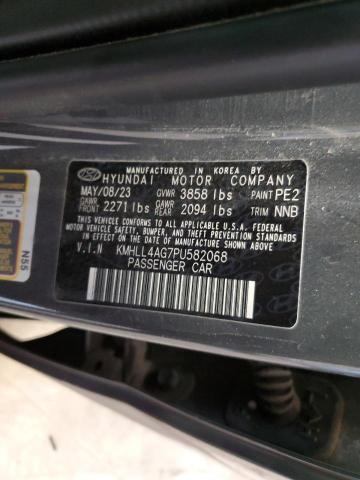 MANUFACTURED IN KOREA BY
HYUNDAI MOTOR COMPANY
MAY/08/23 GVWR 3858 lbs PAINT PE2
GAWR FRONT 2271 lbs GAWR REAR 2094 lbs TRIM NNB
THIS VEHICLE CONFORMS TO ALL APPLICABLE U.S.A. FEDERAL
MOTOR VEHICLE SAFETY, BUMPER, AND THEFT PREVENTION
STANDARDS IN EFFECT ON THE DATE OF MANUFACTURE SHOWN ABOVE.
V.I.N KMHLL4AG7PU582068
PASSENGER CAR
N55